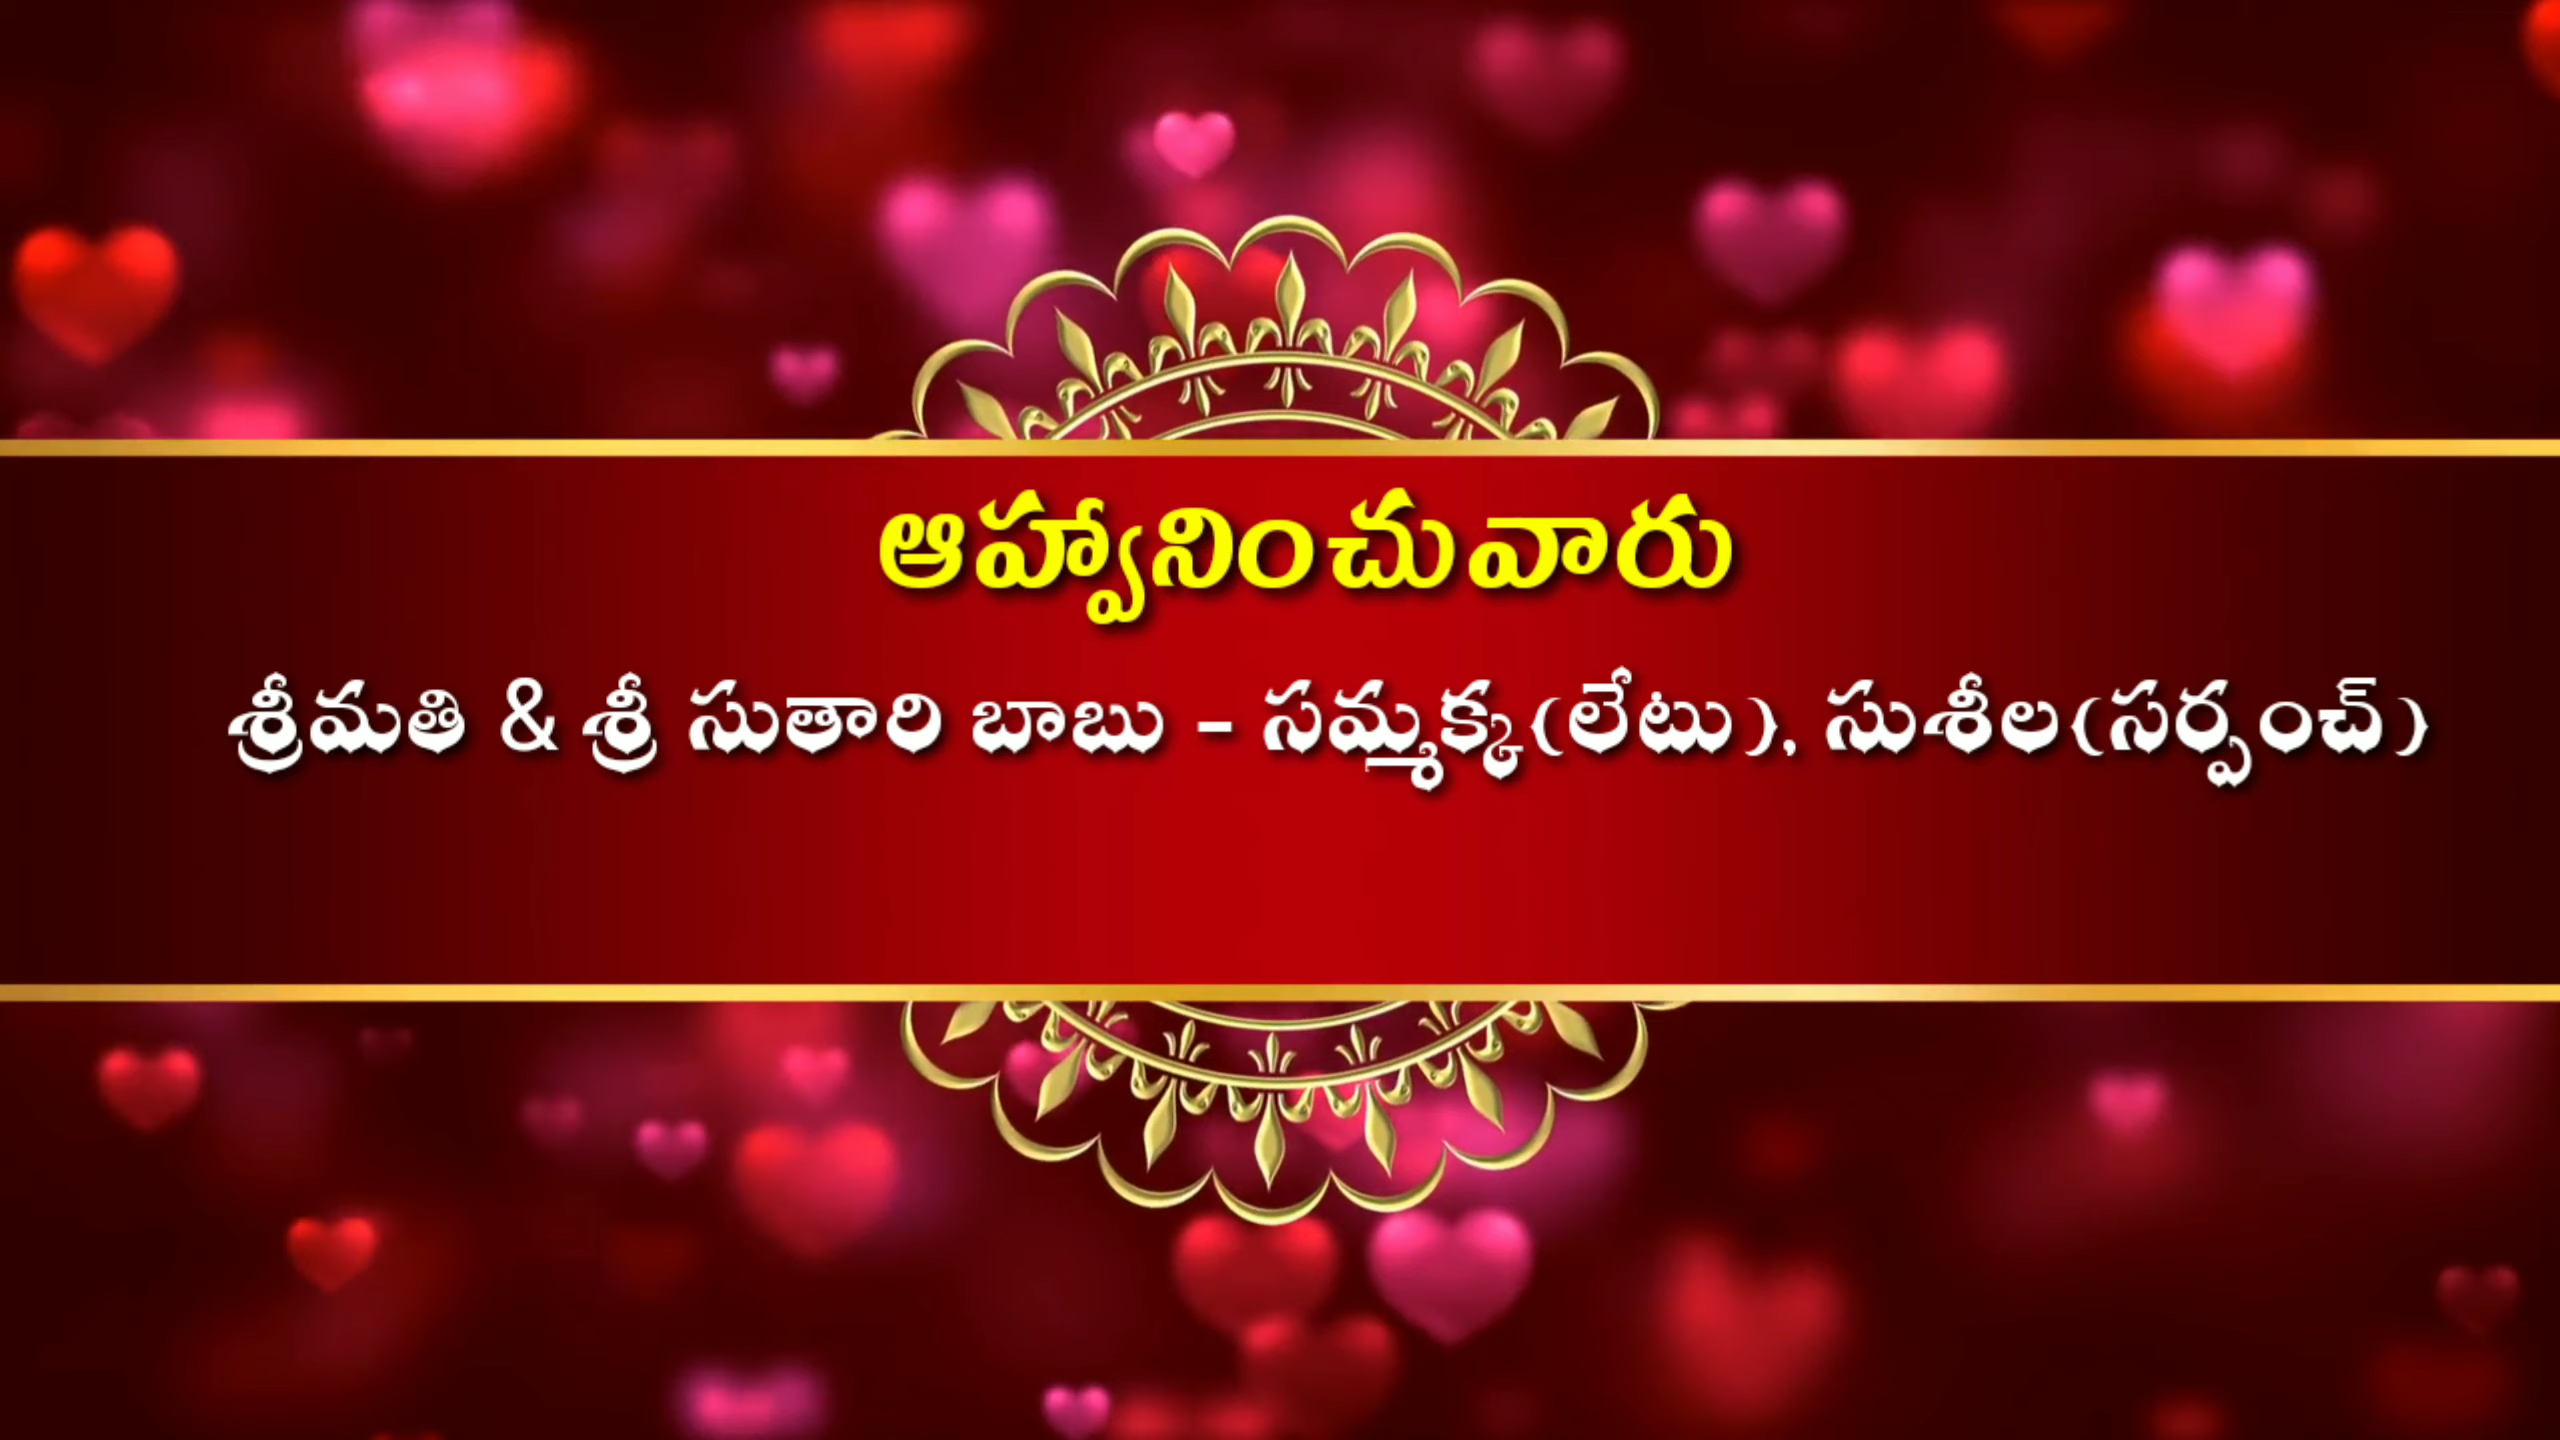 ఆహ్వానించువారు
శ్రీమతి & శ్రీ సుతారి బాబు - సమ్మక్క(లేటు), సుశీల(సర్పంచ్)